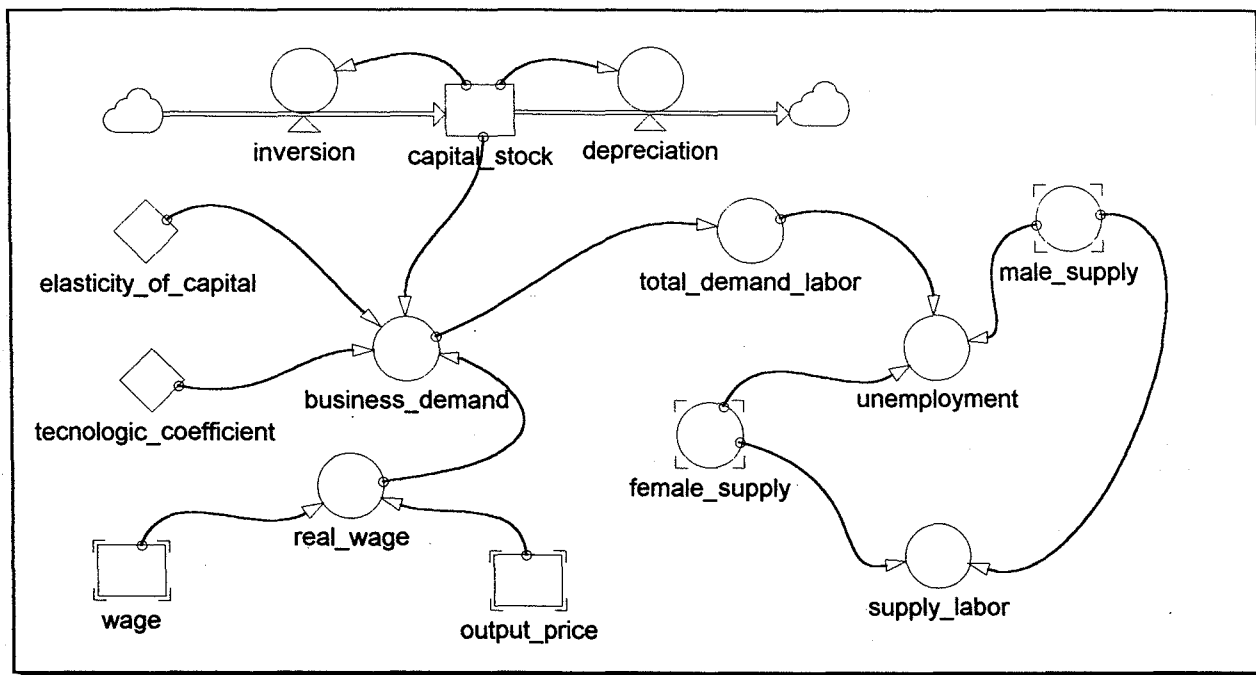 inversion
capital_stock
depreciation
elasticity_of_capital
total_demand_labor
male_supply
tecnologic_coefficient
business_demand
unemployment
female_supply
real_wage
wage
output_price
supply_labor